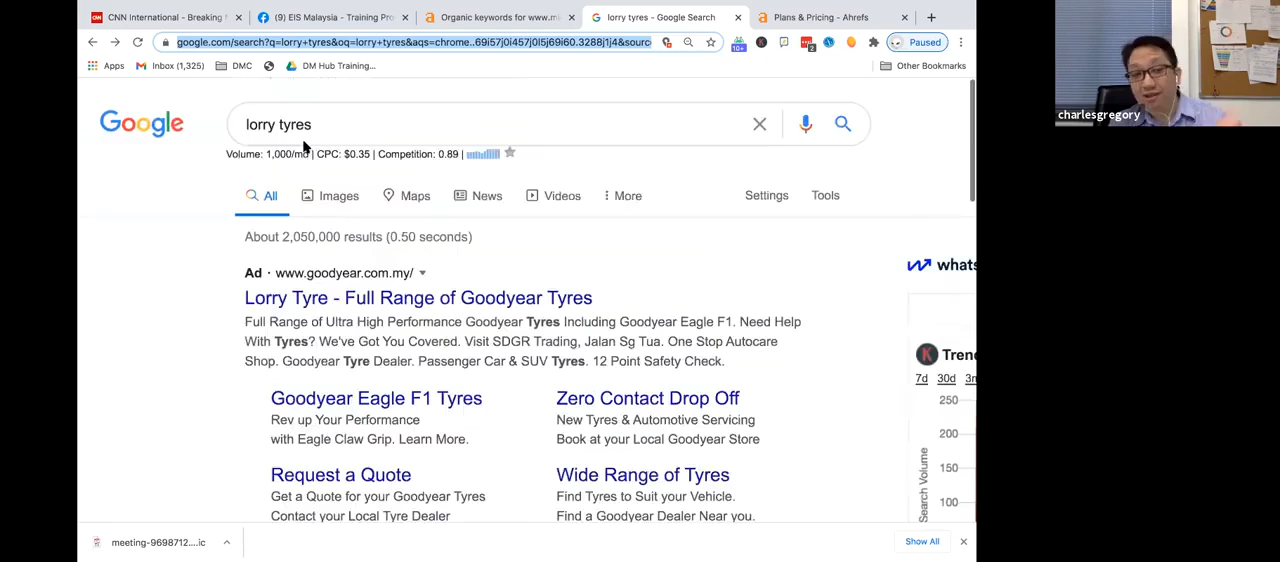 CNN International - Breaking
(9) EIS Malaysia - Training Pro
Organic keywords for www.me
lorry tyres - Google Search
Plans & Pricing - Ahrefs
google.com/search?q=lorry+tyres&oq=lorry+tyres&aqs=chrome..69i57j0i457j0l5j69i60.3288j1j4&sourc
10+
2
Paused
Apps
Inbox (1,325)
DMC
DM Hub Training...
Other Bookmarks
charlesgregory
Google
lorry tyres
Volume: 1,000/mo | CPC: $0.35 | Competition: 0.89 |
All
Images
Maps
News
Videos
More
Settings
Tools
About 2,050,000 results (0.50 seconds)
Ad · www.goodyear.com.my/
Lorry Tyre - Full Range of Goodyear Tyres
Full Range of Ultra High Performance Goodyear Tyres Including Goodyear Eagle F1. Need Help
With Tyres? We've Got You Covered. Visit SDGR Trading, Jalan Sg Tua. One Stop Autocare
Shop. Goodyear Tyre Dealer. Passenger Car & SUV Tyres. 12 Point Safety Check.
Goodyear Eagle F1 Tyres
Rev up Your Performance
with Eagle Claw Grip. Learn More.
Zero Contact Drop Off
New Tyres & Automotive Servicing
Book at your Local Goodyear Store
Request a Quote
Get a Quote for your Goodyear Tyres
Contact your Local Tyre Dealer
Wide Range of Tyres
Find Tyres to Suit your Vehicle.
Find a Goodyear Dealer Near you.
whats
K
Tren
7d
30d
3m
250
200
150
100
Search Volume
meeting-9698712....ic
Show All